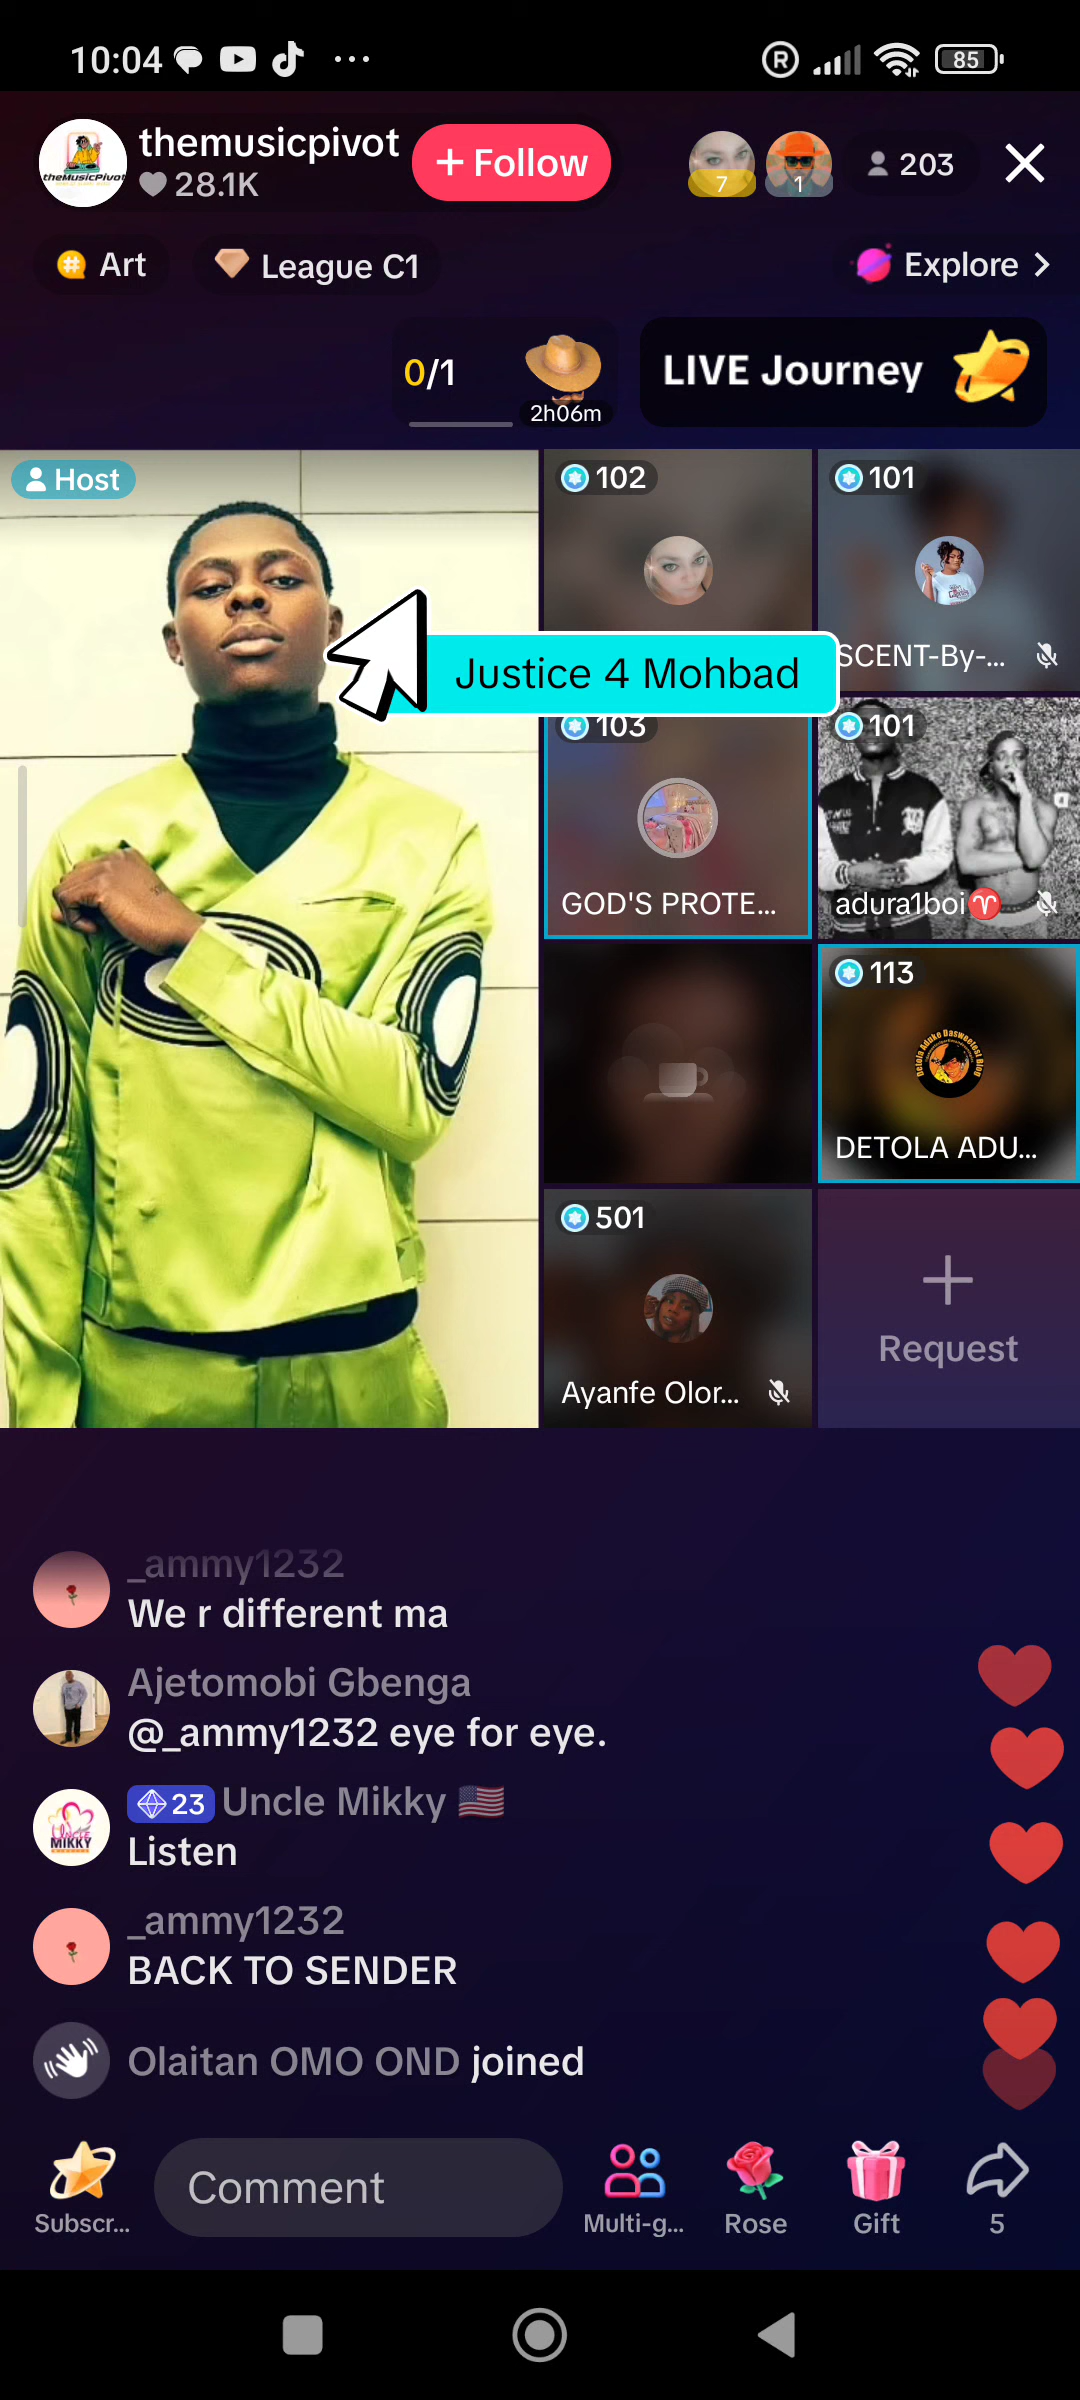 10:04
R
85
themusicpivot
28.1K
+ Follow
7
1
203
Art
League C1
Explore >
0/1
2h06m
LIVE Journey
Host
102
101
Justice 4 Mohbad
SCENT-By-...
103
101
GOD'S PROTE...
adura1boi♈
113
DETOLA ADU...
501
Ayanfe Olor...
Request
_ammy1232
We r different ma
Ajetomobi Gbenga
@_ammy1232 eye for eye.
23 Uncle Mikky 🇺🇸
Listen
_ammy1232
BACK TO SENDER
Olaitan OMO OND joined
Comment
Subscr...
Multi-g...
Rose
Gift
5